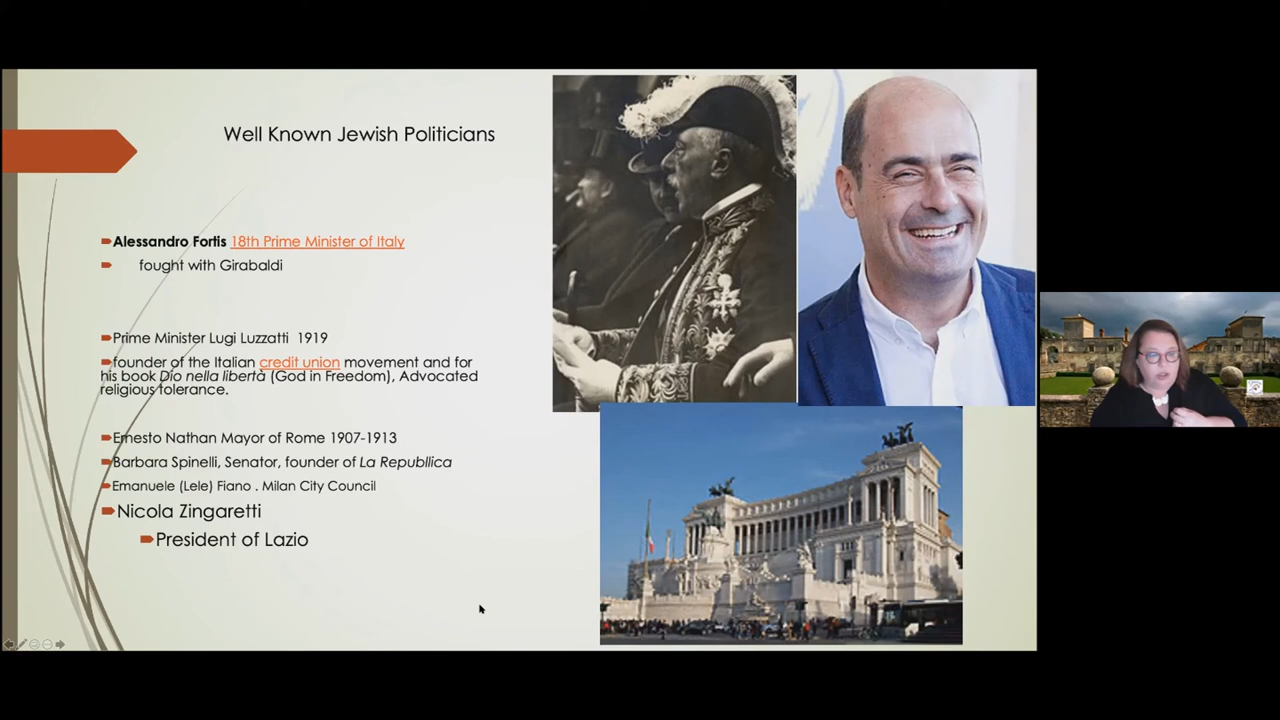 Well Known Jewish Politicians
Alessandro Fortis 18th Prime Minister of Italy
fought with Girabaldi
Prime Minister Lugi Luzzatti 1919
founder of the Italian credit union movement and for
his book Dio nella libertà (God in Freedom), Advocated
religious tolerance.
Ernesto Nathan Mayor of Rome 1907-1913
Barbara Spinelli, Senator, founder of La Republlica
Emanuele (Lele) Fiano . Milan City Council
Nicola Zingaretti
President of Lazio